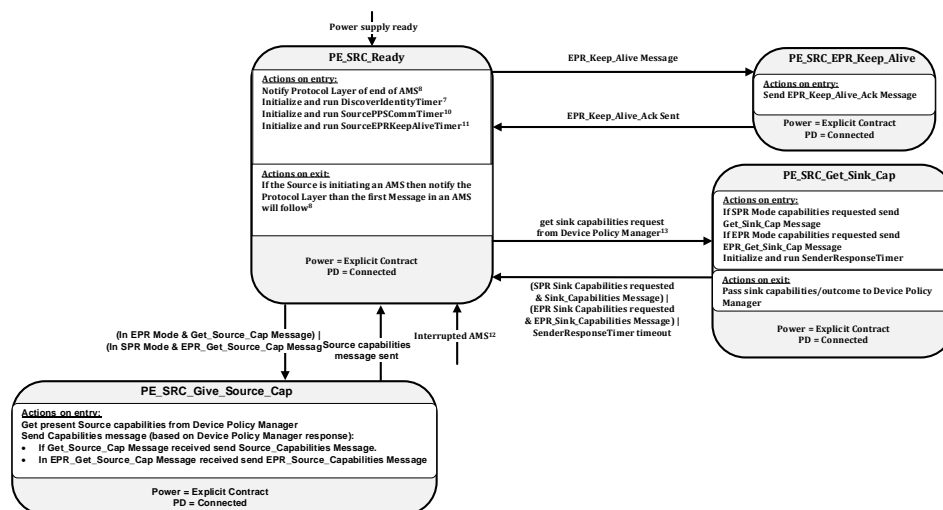 Power supply ready
PE_SRC_Ready
Actions on entry:
Notify Protocol Layer of end of AMS⁸
Initialize and run DiscoverIdentityTimer⁷
Initialize and run SourcePPSCommTimer¹⁰
Initialize and run SourceEPRKeepAliveTimer¹¹
Actions on exit:
If the Source is initiating an AMS then notify the
Protocol Layer than the first Message in an AMS
will follow⁸
Power = Explicit Contract
PD = Connected
EPR_Keep_Alive Message
EPR_Keep_Alive_Ack Sent
PE_SRC_EPR_Keep_Alive
Actions on entry:
Send EPR_Keep_Alive_Ack Message
Power = Explicit Contract
PD = Connected
get sink capabilities request
from Device Policy Manager¹³
(SPR Sink Capabilities requested
& Sink_Capabilities Message) |
(EPR Sink Capabilities requested
& EPR_Sink_Capabilities Message) |
SenderResponseTimer timeout
PE_SRC_Get_Sink_Cap
Actions on entry:
If SPR Mode capabilities requested send
Get_Sink_Cap Message
If EPR Mode capabilities requested send
EPR_Get_Sink_Cap Message
Initialize and run SenderResponseTimer
Actions on exit:
Pass sink capabilities/outcome to Device Policy
Manager
Power = Explicit Contract
PD = Connected
(In EPR Mode & Get_Source_Cap Message) |
(In SPR Mode & EPR_Get_Source_Cap Messag
Source capabilities
message sent
Interrupted AMS¹²
PE_SRC_Give_Source_Cap
Actions on entry:
Get present Source capabilities from Device Policy Manager
Send Capabilities message (based on Device Policy Manager response):
• If Get_Source_Cap Message received send Source_Capabilities Message.
• In EPR_Get_Source_Cap Message received send EPR_Source_Capabilities Message
Power = Explicit Contract
PD = Connected